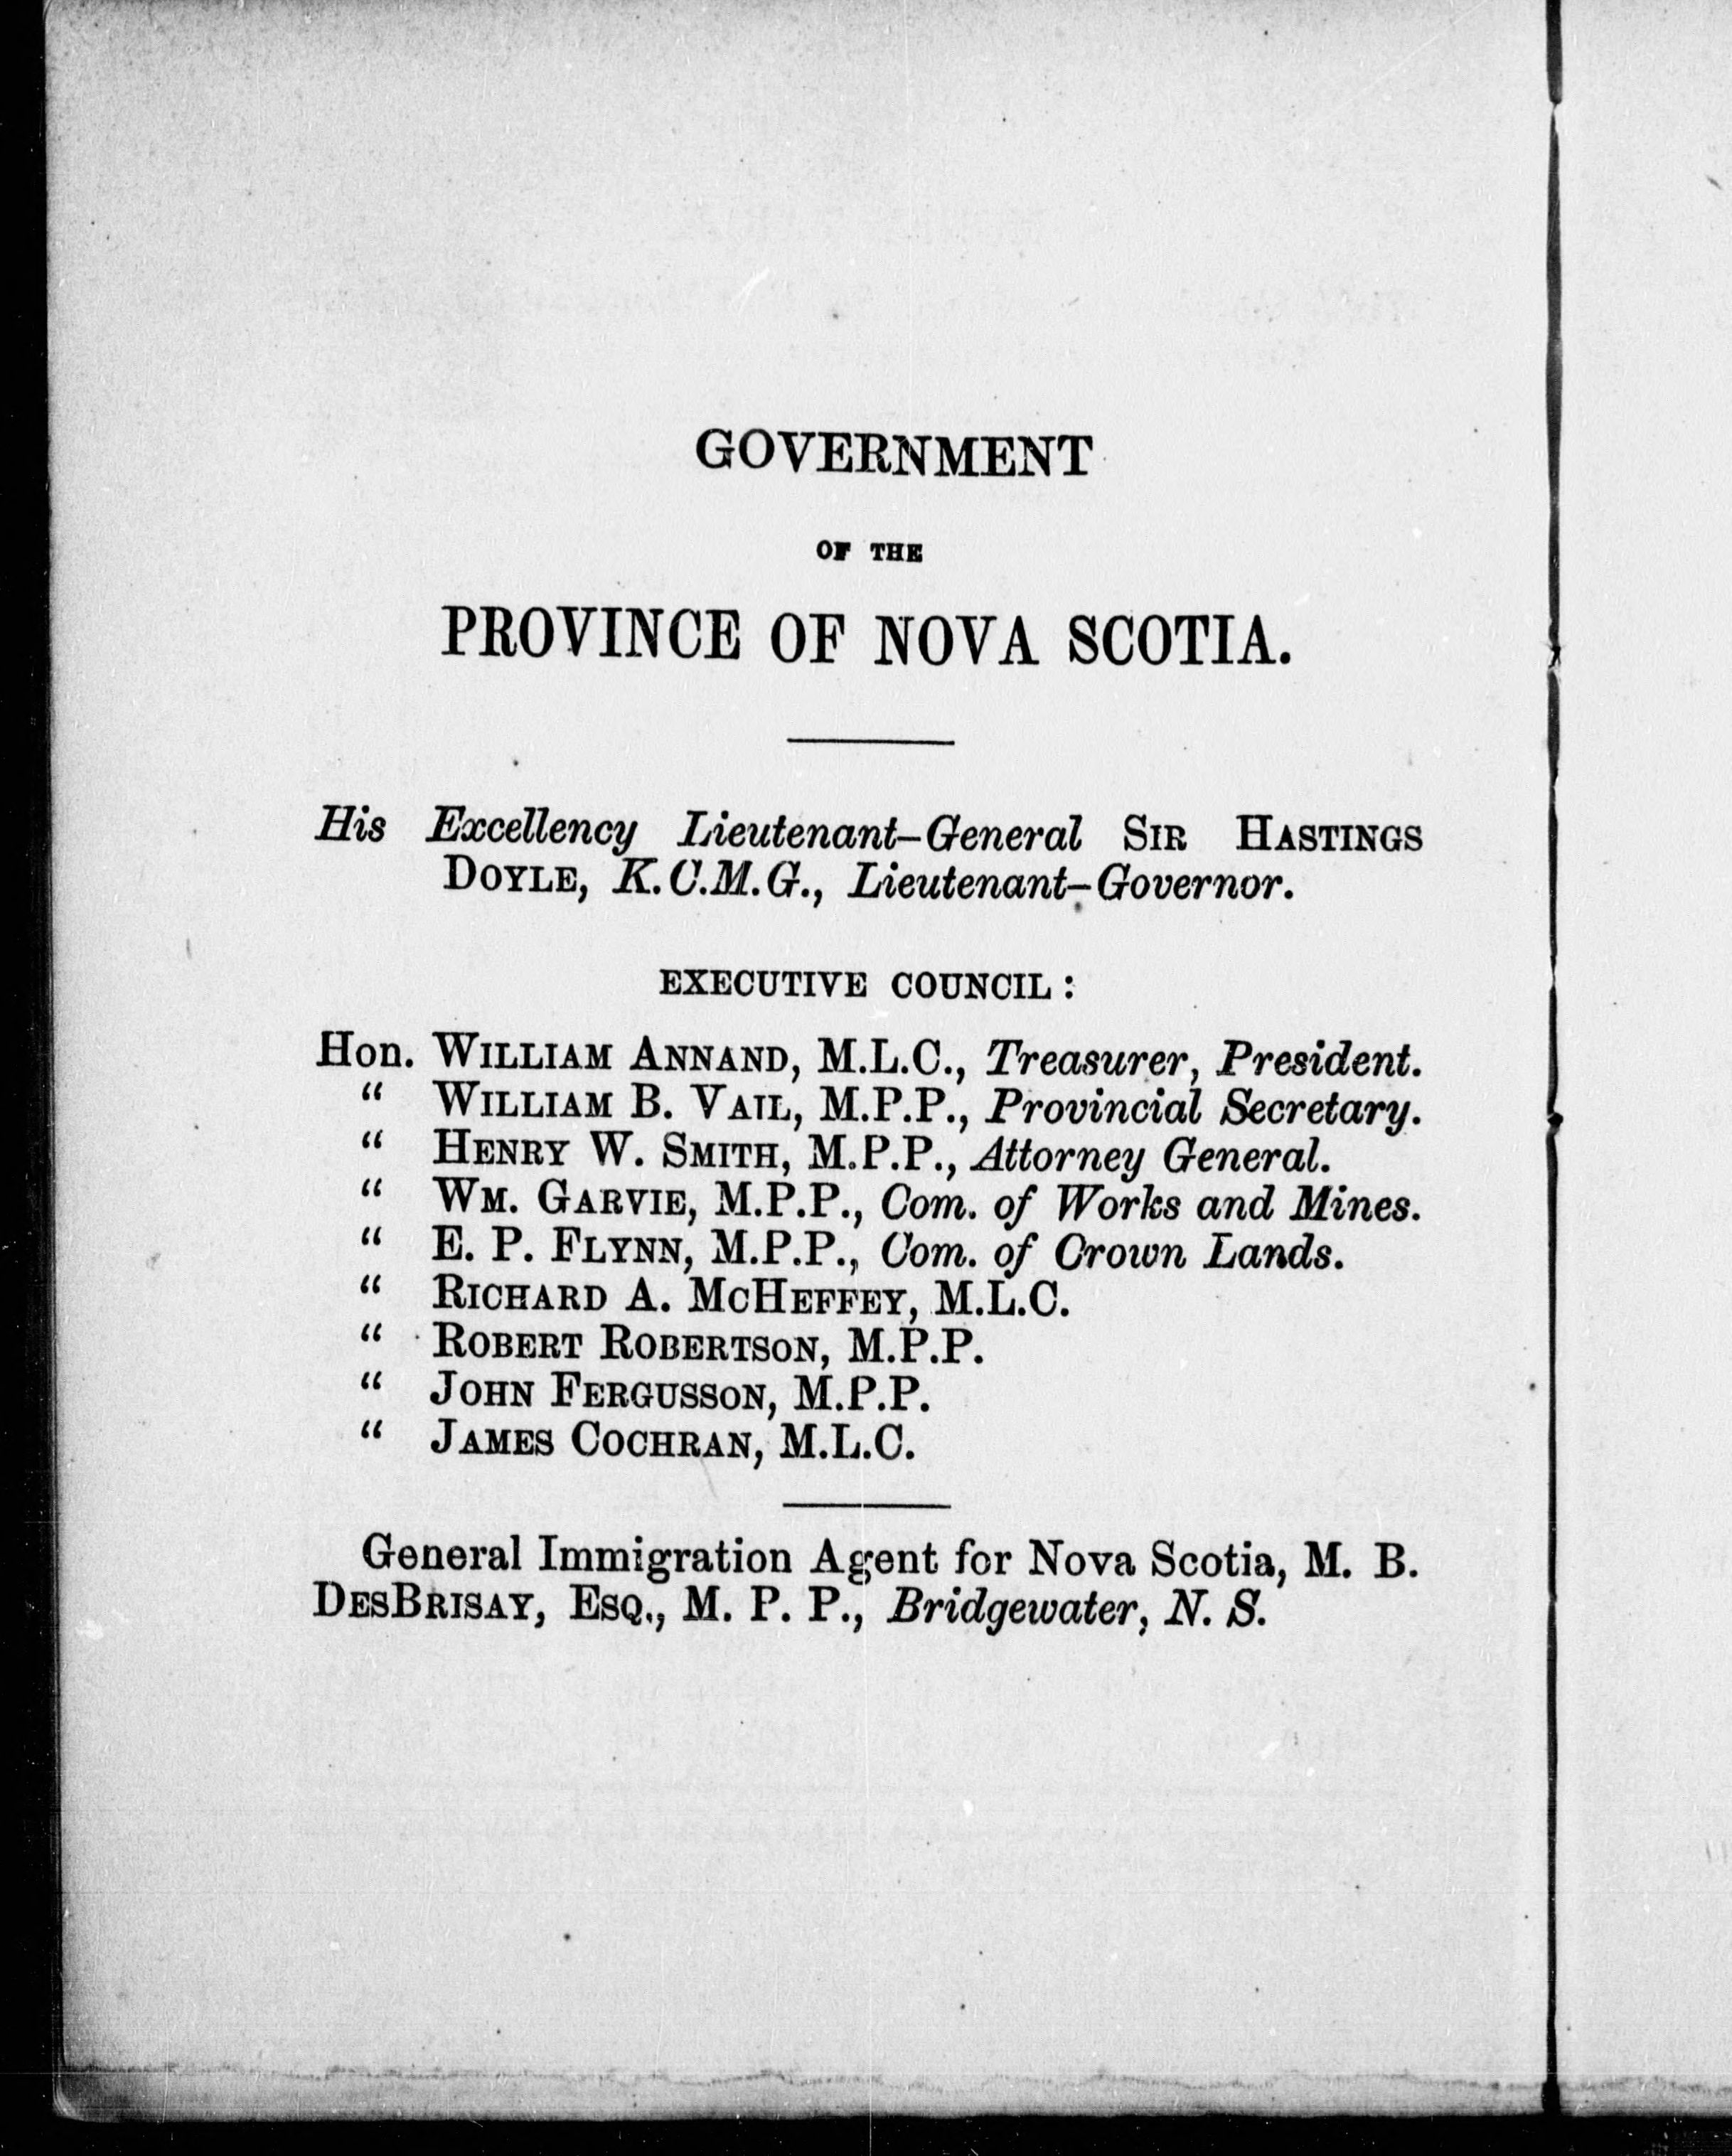 GOVERNMENT
OF THE
PROVINCE OF NOVA SCOTIA.
His Excellency Lieutenant-General SIR HASTINGS
DOYLE, K.C.M.G., Lieutenant-Governor.
EXECUTIVE COUNCIL:
Hon. WILLIAM ANNAND, M.L.C., Treasurer, President.
“ WILLIAM B. VAIL, M.P.P., Provincial Secretary.
“ HENRY W. SMITH, M.P.P., Attorney General.
“ WM. GARVIE, M.P.P., Com. of Works and Mines.
“ E. P. FLYNN, M.P.P., Com. of Crown Lands.
“ RICHARD A. MCHEFFEY, M.L.C.
“ ROBERT ROBERTSON, M.P.P.
“ JOHN FERGUSSON, M.P.P.
“ JAMES COCHRAN, M.L.C.
General Immigration Agent for Nova Scotia, M. B.
DESBRISAY, ESQ., M. P. P., Bridgewater, N. S.